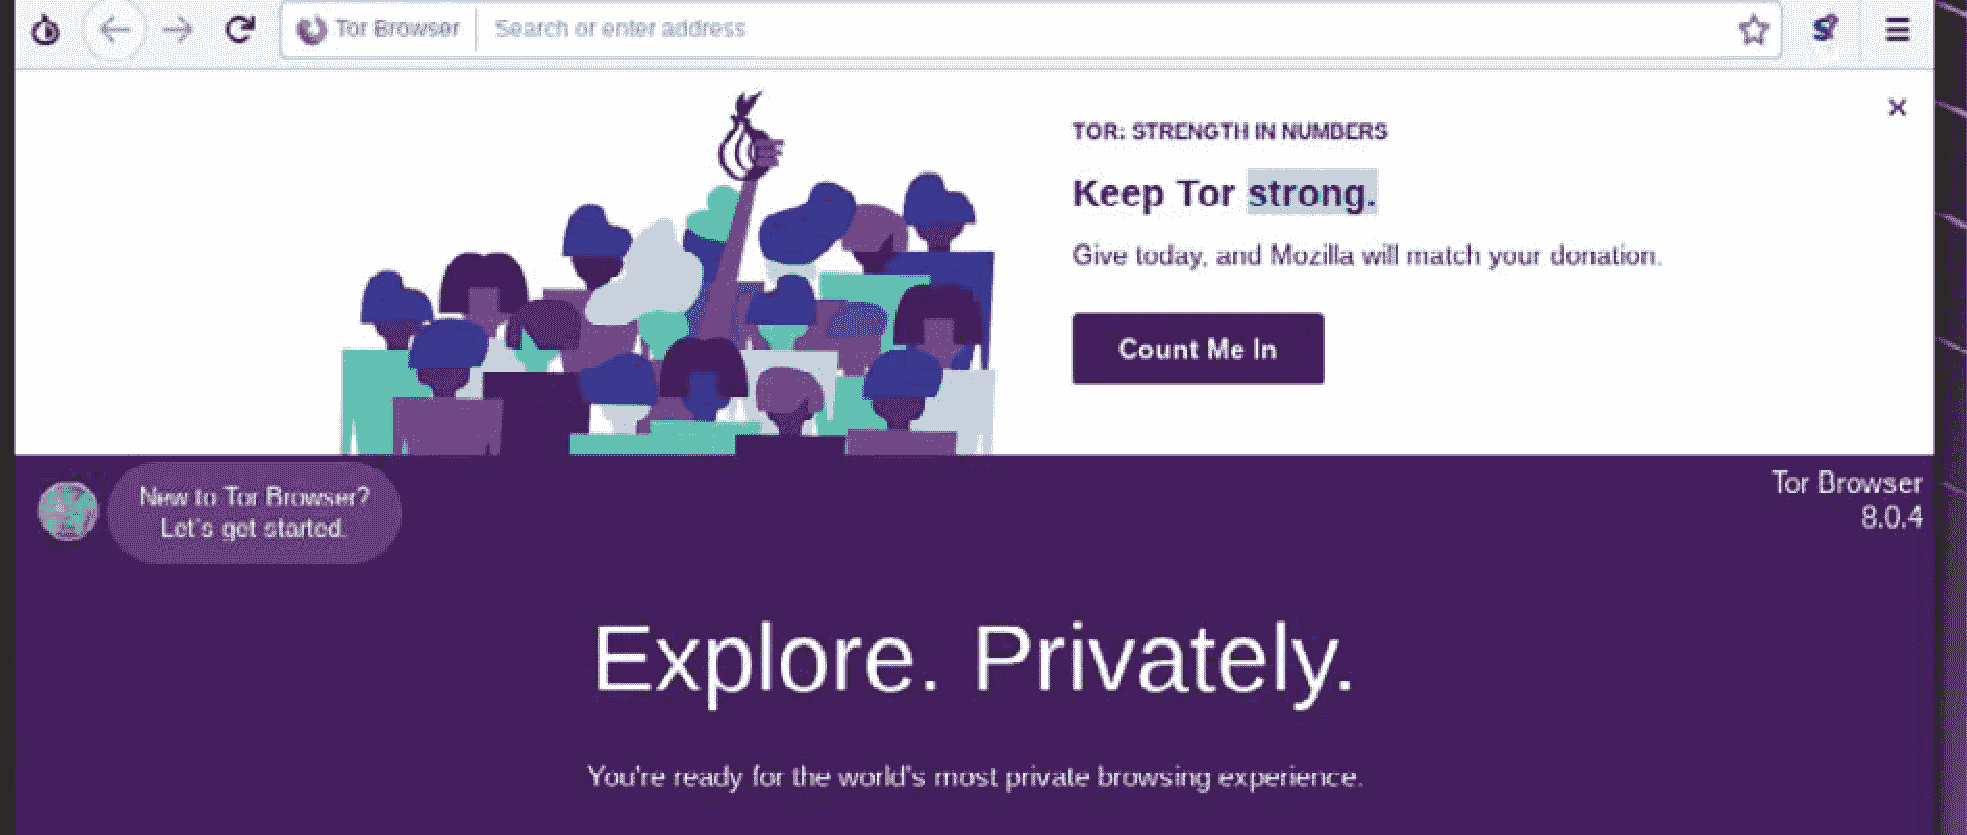 Tor Browser
Search or enter address
TOR: STRENGTH IN NUMBERS
Keep Tor strong.
Give today, and Mozilla will match your donation.
Count Me In
New to Tor Browser?
Let's get started.
Tor Browser
8.0.4
Explore. Privately.
You're ready for the world's most private browsing experience.